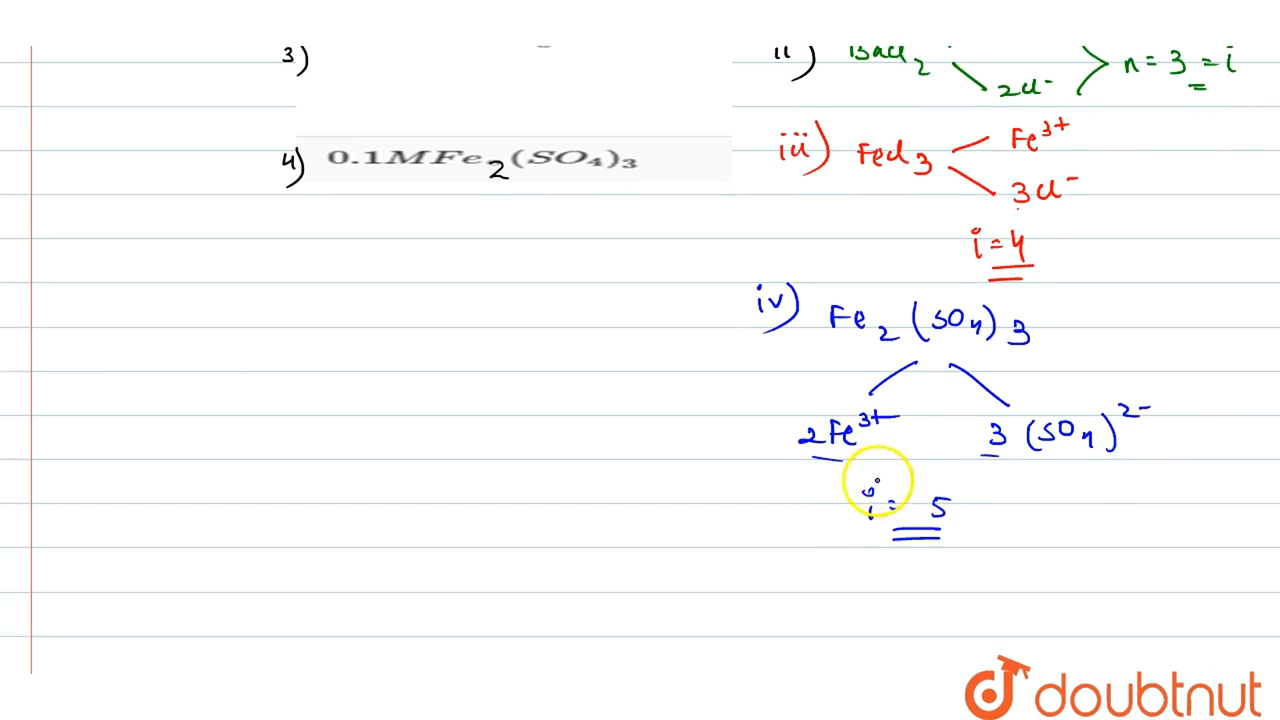 3)
4) 0.1MFe2(SO4)3
ii) BaCl2
2Cl-
n = 3 = i
iii) FeCl3
Fe3+
3Cl-
i = 4
iv) Fe2(SO4)3
2Fe3+ 3(SO4)2-
i = 5
doubtnut